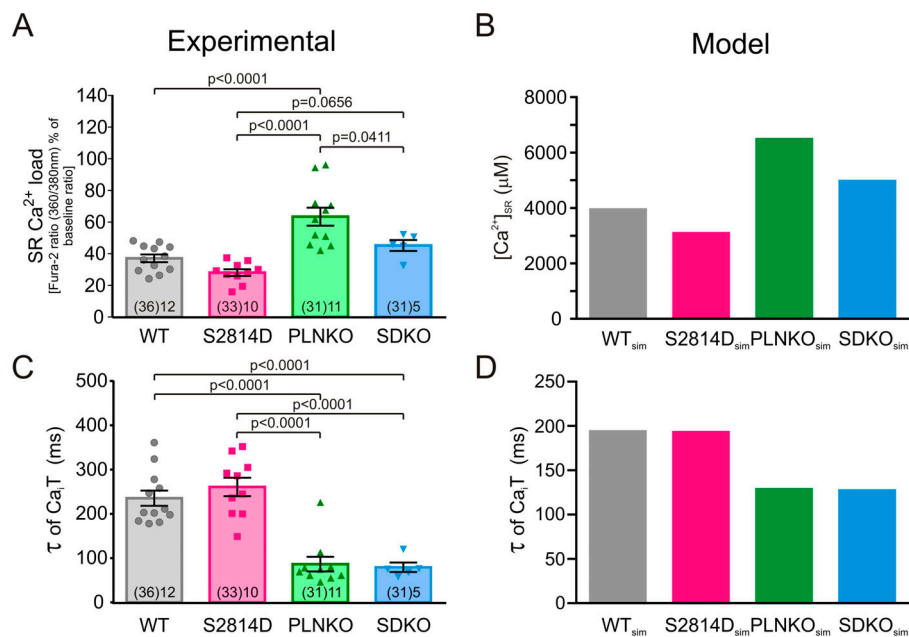 A
Experimental
p<0.0001
p=0.0656
p<0.0001
p=0.0411
SR Ca²⁺ load
[Fura-2 ratio (360/380nm) % of
baseline ratio]
140
120
100
80
60
40
20
0
(36)12
(33)10
(31)11
(31)5
WT
S2814D
PLNKO
SDKO
B
Model
[Ca²⁺]SR (μM)
8000
6000
4000
2000
0
WTsim
S2814Dsim
PLNKOsim
SDKOsim
C
p<0.0001
p<0.0001
p<0.0001
p<0.0001
τ of CaiT (ms)
500
400
300
200
100
0
(36)12
(33)10
(31)11
(31)5
WT
S2814D
PLNKO
SDKO
D
τ of CaiT (ms)
250
200
150
100
50
0
WTsim
S2814Dsim
PLNKOsim
SDKOsim